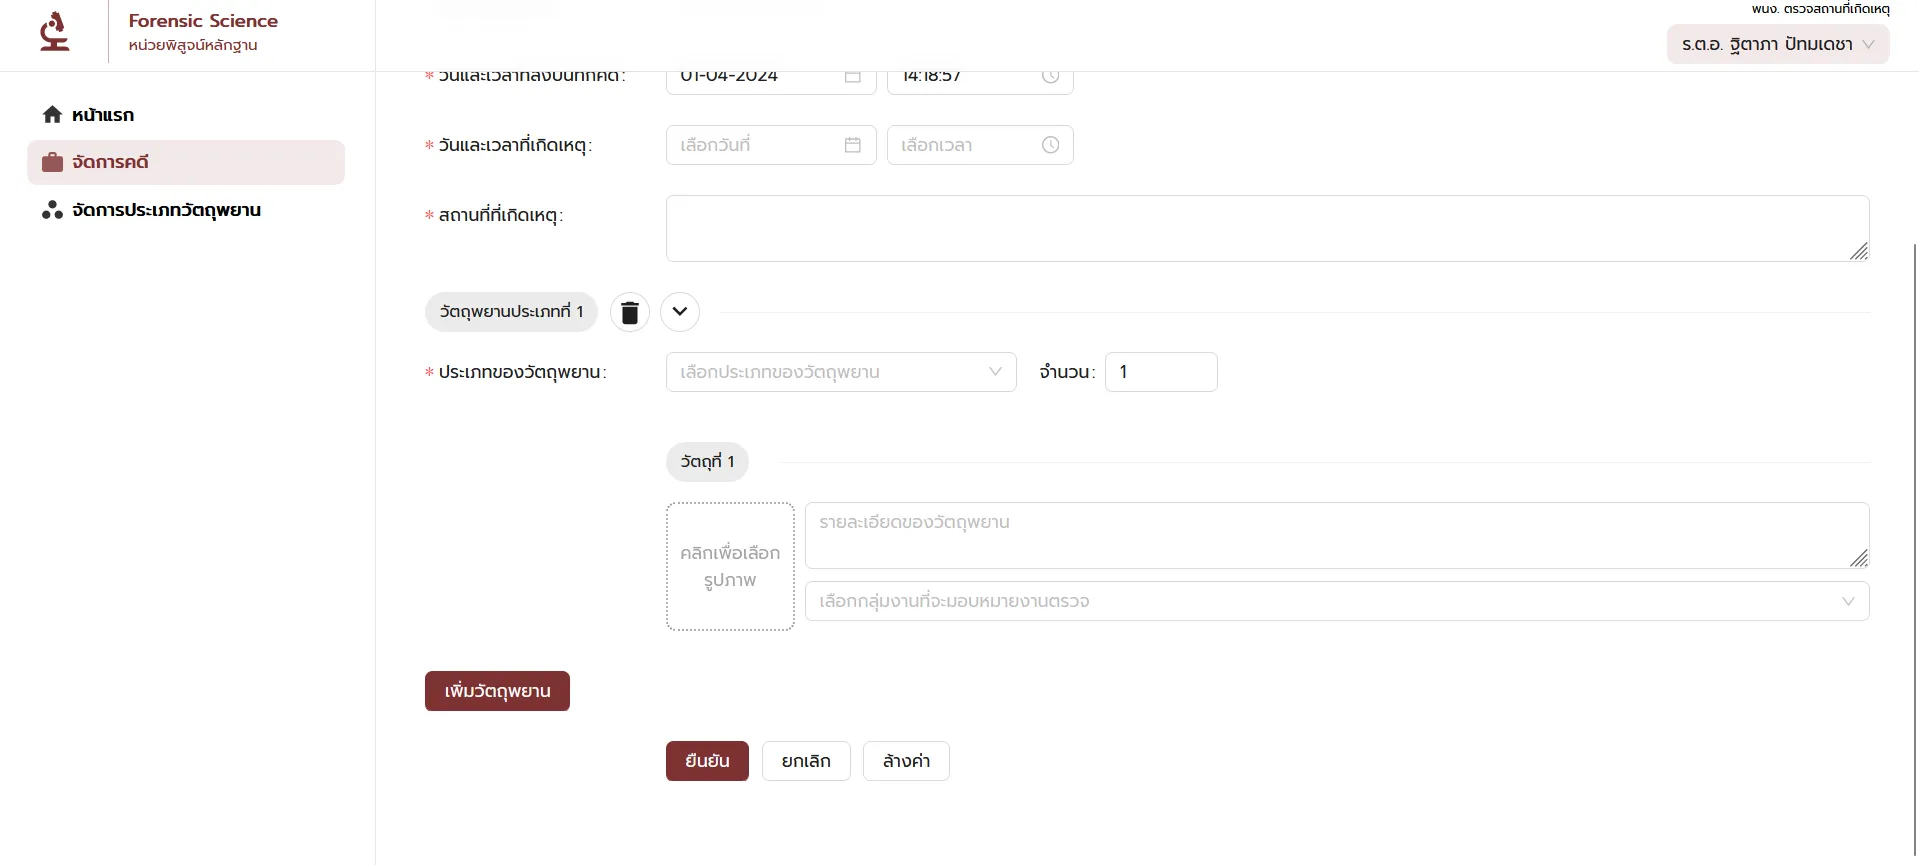 Forensic Science
หน่วยพิสูจน์หลักฐาน
พนง. ตรวจสถานที่เกิดเหตุ
ร.ต.อ. ฐิตาภา ปัทมเดชา
หน้าแรก
จัดการคดี
จัดการประเภทวัตถุพยาน
* วันและเวลาที่ลงบันทึกคดี: 01-04-2024 14:18:57
* วันและเวลาที่เกิดเหตุ: เลือกวันที่ เลือกเวลา
* สถานที่ที่เกิดเหตุ:
วัตถุพยานประเภทที่ 1
* ประเภทของวัตถุพยาน: เลือกประเภทของวัตถุพยาน จำนวน: 1
วัตถุที่ 1
คลิกเพื่อเลือก
รูปภาพ
รายละเอียดของวัตถุพยาน
เลือกกลุ่มงานที่จะมอบหมายงานตรวจ
เพิ่มวัตถุพยาน
ยืนยัน ยกเลิก ล้างค่า